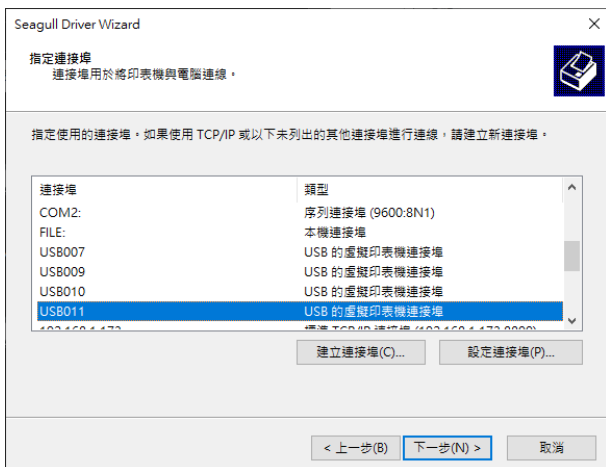 Seagull Driver Wizard
指定連接埠
連接埠用於將印表機與電腦連線。
指定使用的連接埠。如果使用 TCP/IP 或以下未列出的其他連接埠進行連線，請建立新連接埠。
連接埠 類型
COM2: 序列連接埠 (9600:8N1)
FILE: 本機連接埠
USB007 USB 的虛擬印表機連接埠
USB009 USB 的虛擬印表機連接埠
USB010 USB 的虛擬印表機連接埠
USB011 USB 的虛擬印表機連接埠
建立連接埠(C)... 設定連接埠(P)...
< 上一步(B) 下一步(N) > 取消